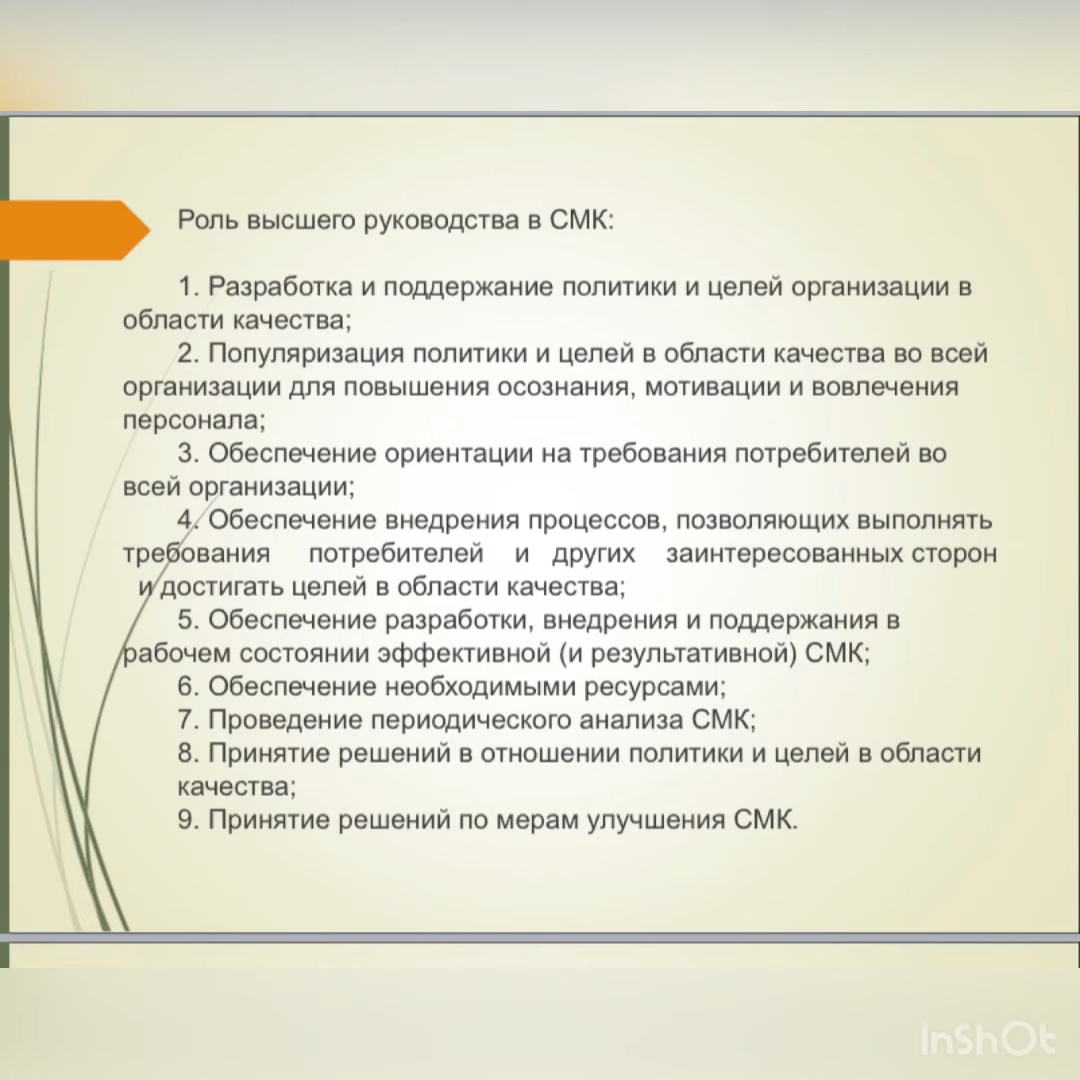 Роль высшего руководства в СМК:
1. Разработка и поддержание политики и целей организации в
области качества;
2. Популяризация политики и целей в области качества во всей
организации для повышения осознания, мотивации и вовлечения
персонала;
3. Обеспечение ориентации на требования потребителей во
всей организации;
4. Обеспечение внедрения процессов, позволяющих выполнять
требования потребителей и других заинтересованных сторон
и достигать целей в области качества;
5. Обеспечение разработки, внедрения и поддержания в
рабочем состоянии эффективной (и результативной) СМК;
6. Обеспечение необходимыми ресурсами;
7. Проведение периодического анализа СМК;
8. Принятие решений в отношении политики и целей в области
качества;
9. Принятие решений по мерам улучшения СМК.
InShOt